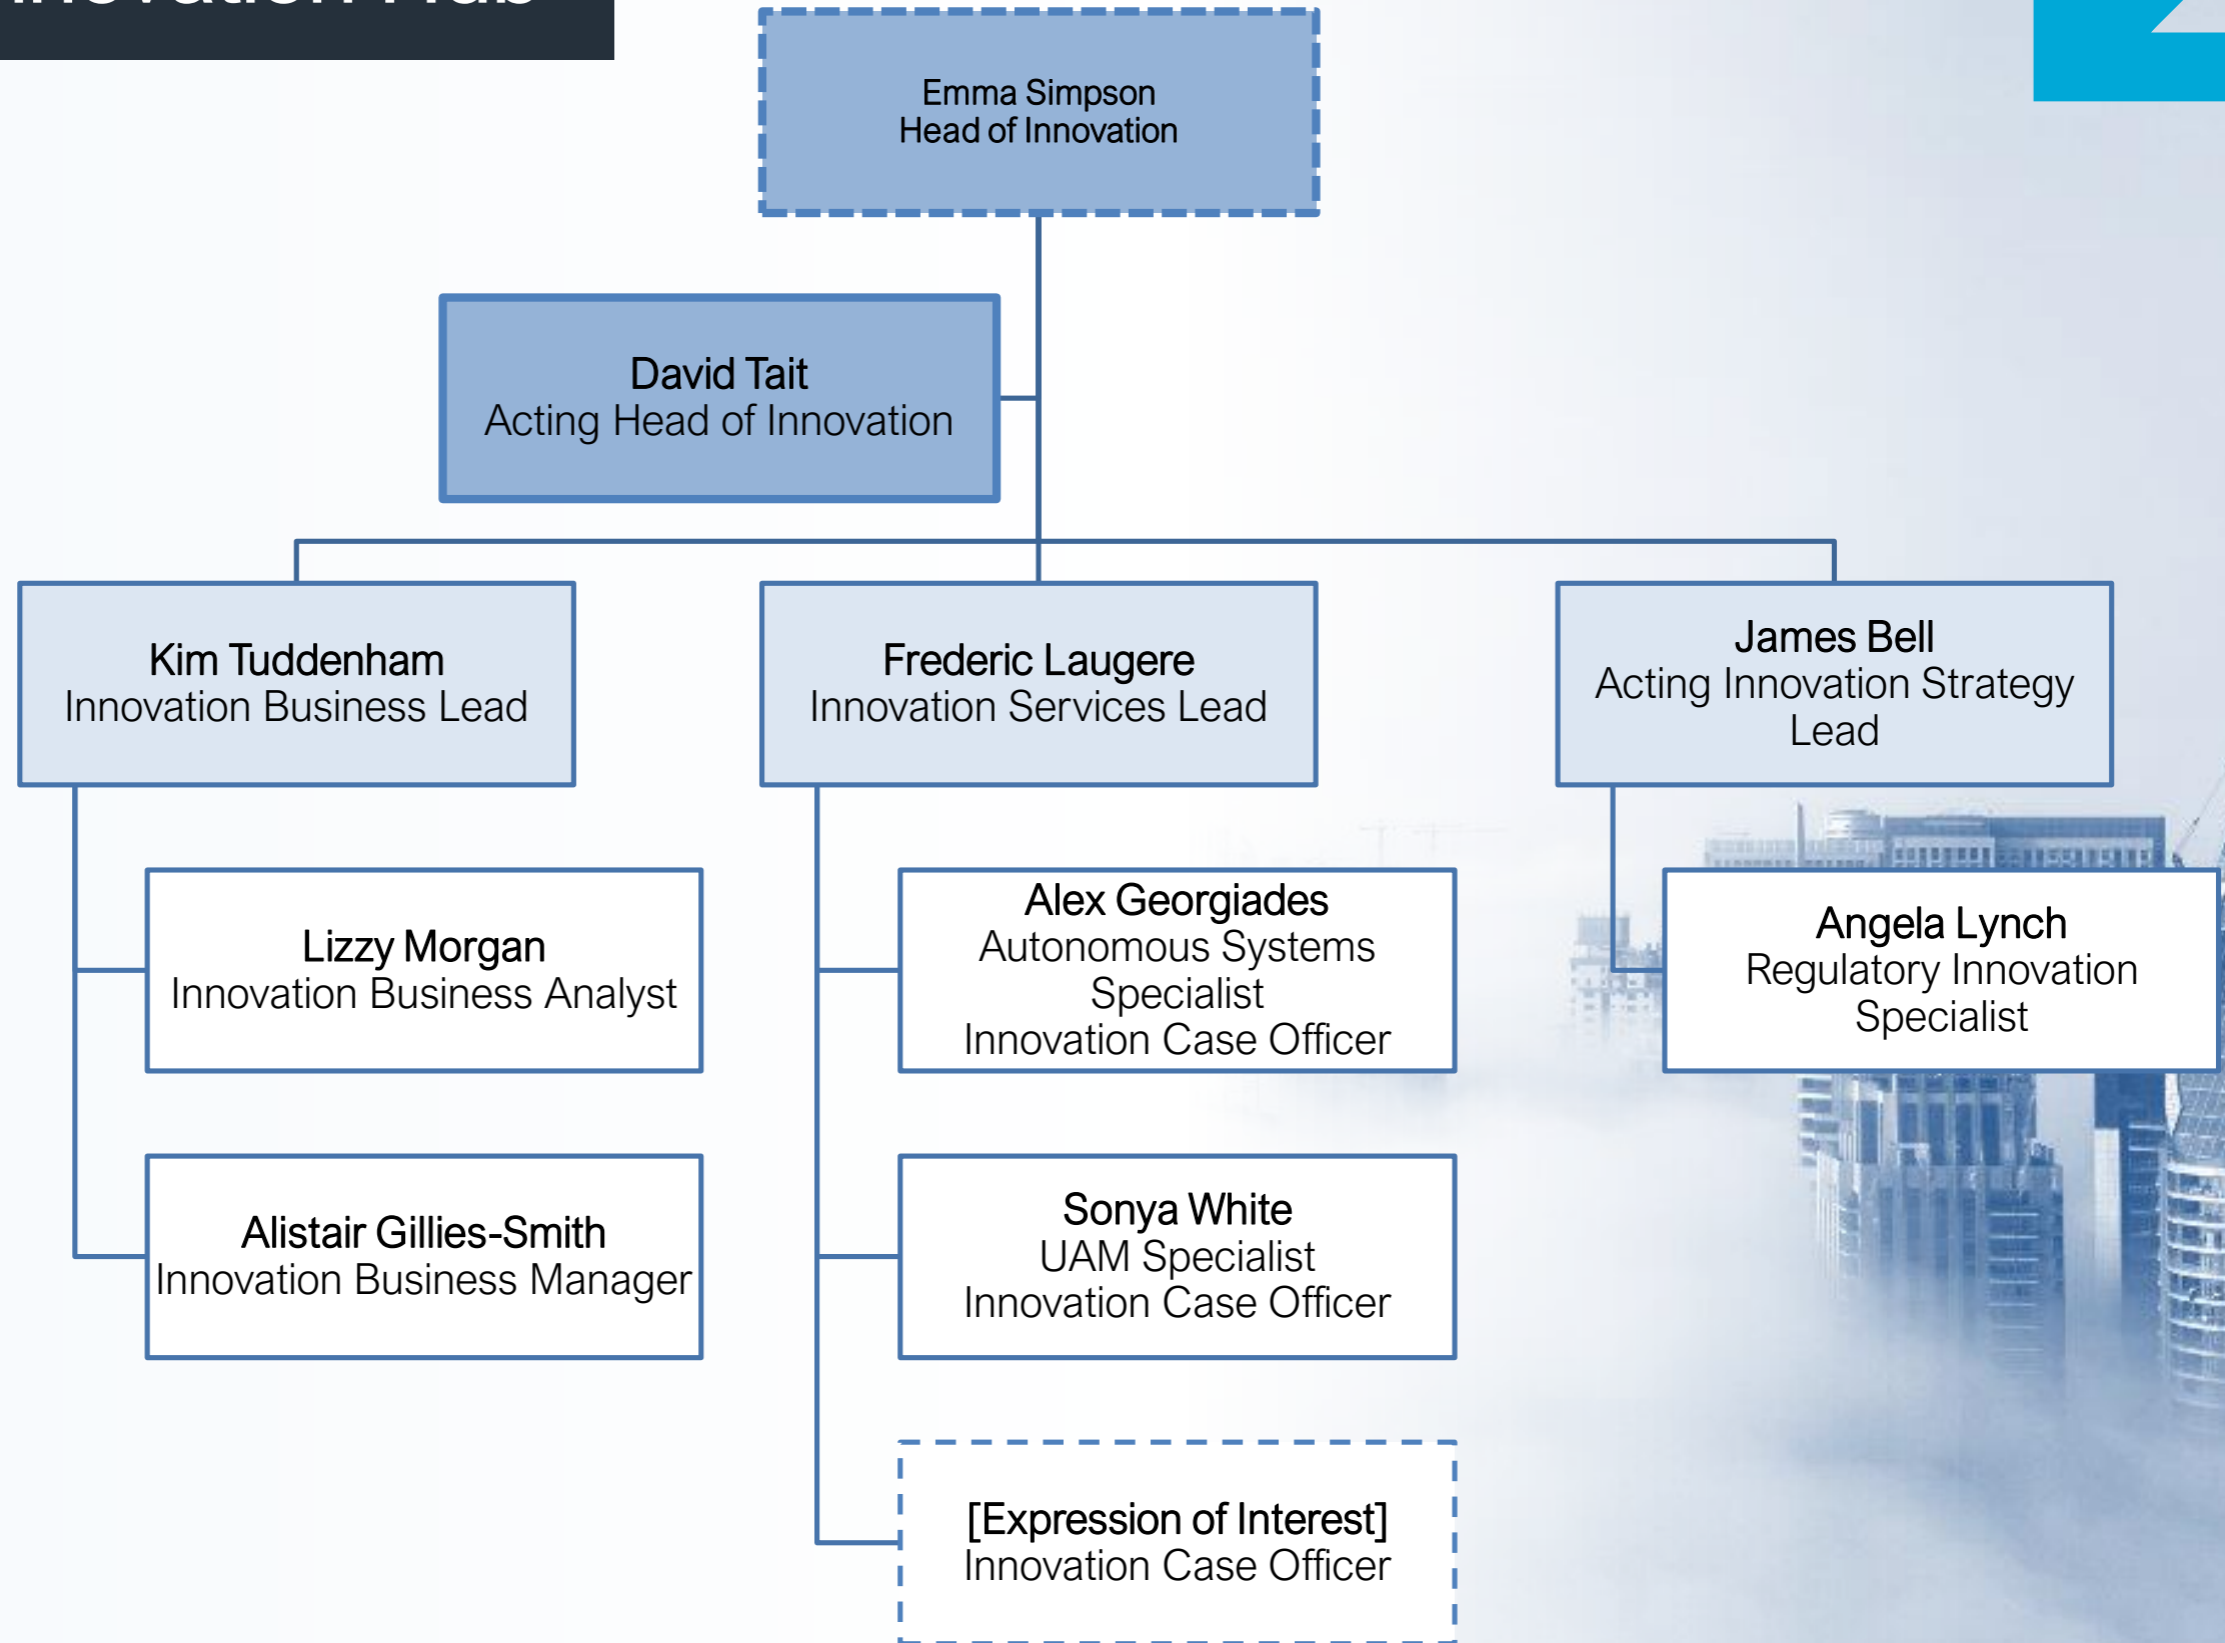 Innovation Hub
Emma Simpson
Head of Innovation
David Tait
Acting Head of Innovation
Kim Tuddenham
Innovation Business Lead
Frederic Laugere
Innovation Services Lead
James Bell
Acting Innovation Strategy
Lead
Lizzy Morgan
Innovation Business Analyst
Alex Georgiades
Autonomous Systems
Specialist
Innovation Case Officer
Angela Lynch
Regulatory Innovation
Specialist
Alistair Gillies-Smith
Innovation Business Manager
Sonya White
UAM Specialist
Innovation Case Officer
[Expression of Interest]
Innovation Case Officer